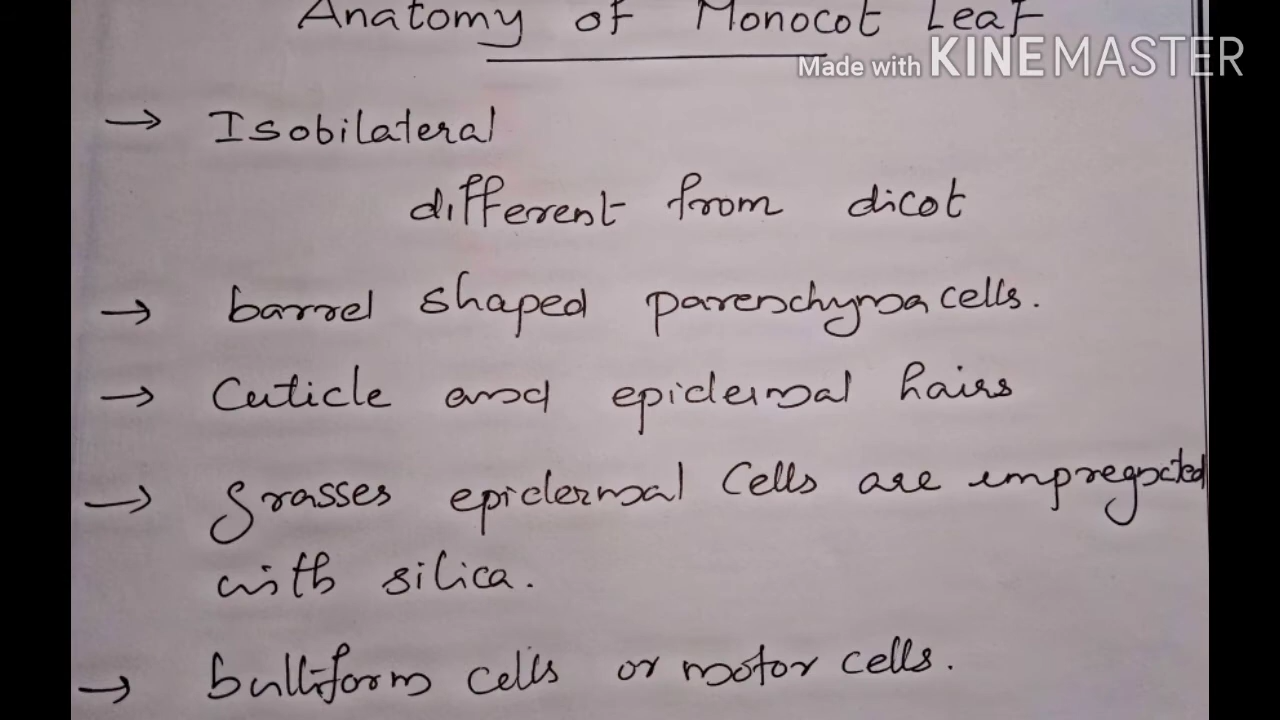 Anatomy of Monocot Leaf
Made with KINEMASTER
→ Isobilateral
different from dicot
→ barrel shaped parenchyma cells.
→ Cuticle and epidermal hairs
→ grasses epidermal cells are impregnated
with silica.
→ bulliform cells or motor cells.